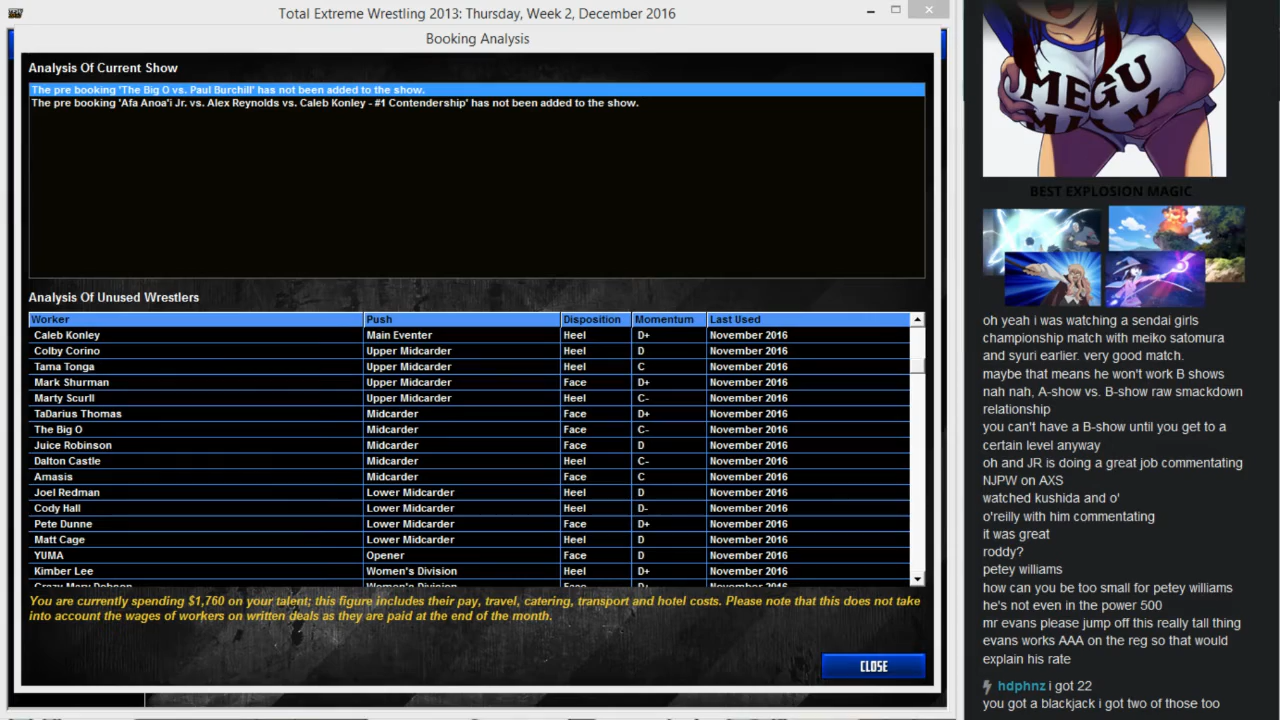 Total Extreme Wrestling 2013: Thursday, Week 2, December 2016
Booking Analysis
Analysis Of Current Show
The pre booking 'The Big O vs. Paul Burchill' has not been added to the show.
The pre booking 'Afa Anoa'i Jr. vs. Alex Reynolds vs. Caleb Konley - #1 Contendership' has not been added to the show.
Analysis Of Unused Wrestlers
Worker Push Disposition Momentum Last Used
Caleb Konley Main Eventer Heel D+ November 2016
Colby Corino Upper Midcarder Heel D November 2016
Tama Tonga Upper Midcarder Heel C November 2016
Mark Shurman Upper Midcarder Face D+ November 2016
Marty Scurll Upper Midcarder Heel C- November 2016
TaDarius Thomas Midcarder Face D+ November 2016
The Big O Midcarder Face C- November 2016
Juice Robinson Midcarder Face D November 2016
Dalton Castle Midcarder Heel C- November 2016
Amasis Midcarder Face C November 2016
Joel Redman Lower Midcarder Heel D November 2016
Cody Hall Lower Midcarder Heel D- November 2016
Pete Dunne Lower Midcarder Face D+ November 2016
Matt Cage Lower Midcarder Heel D November 2016
YUMA Opener Face D November 2016
Kimber Lee Women's Division Heel D+ November 2016
Crazy Mary Dobson Women's Division Face D+ November 2016
You are currently spending $1,760 on your talent; this figure includes their pay, travel, catering, transport and hotel costs. Please note that this does not take
into account the wages of workers on written deals as they are paid at the end of the month.
CLOSE
OMEGU
BEST EXPLOSION MAGIC
oh yeah i was watching a sendai girls
championship match with meiko satomura
and syuri earlier. very good match.
maybe that means he won't work B shows
nah nah, A-show vs. B-show raw smackdown
relationship
you can't have a B-show until you get to a
certain level anyway
oh and JR is doing a great job commentating
NJPW on AXS
watched kushida and o'
o'reilly with him commentating
it was great
roddy?
petey williams
how can you be too small for petey williams
he's not even in the power 500
mr evans please jump off this really tall thing
evans works AAA on the reg so that would
explain his rate
hdphnz i got 22
you got a blackjack i got two of those too